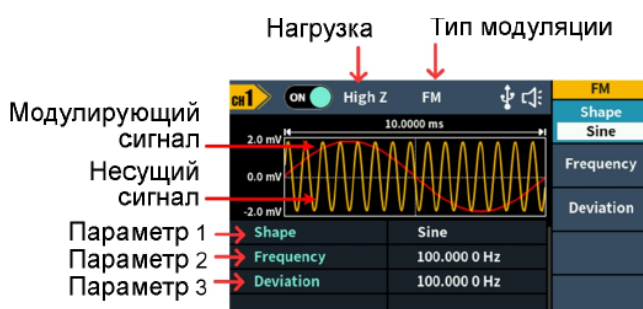 Нагрузка Тип модуляции
CH1 ON High Z FM
FM
Shape
Sine
Frequency
Deviation
Модулирующий
сигнал
Несущий
сигнал
10.0000 ms
2.0 mV
0.0 mV
-2.0 mV
Параметр 1
Параметр 2
Параметр 3
Shape Sine
Frequency 100.000 0 Hz
Deviation 100.000 0 Hz